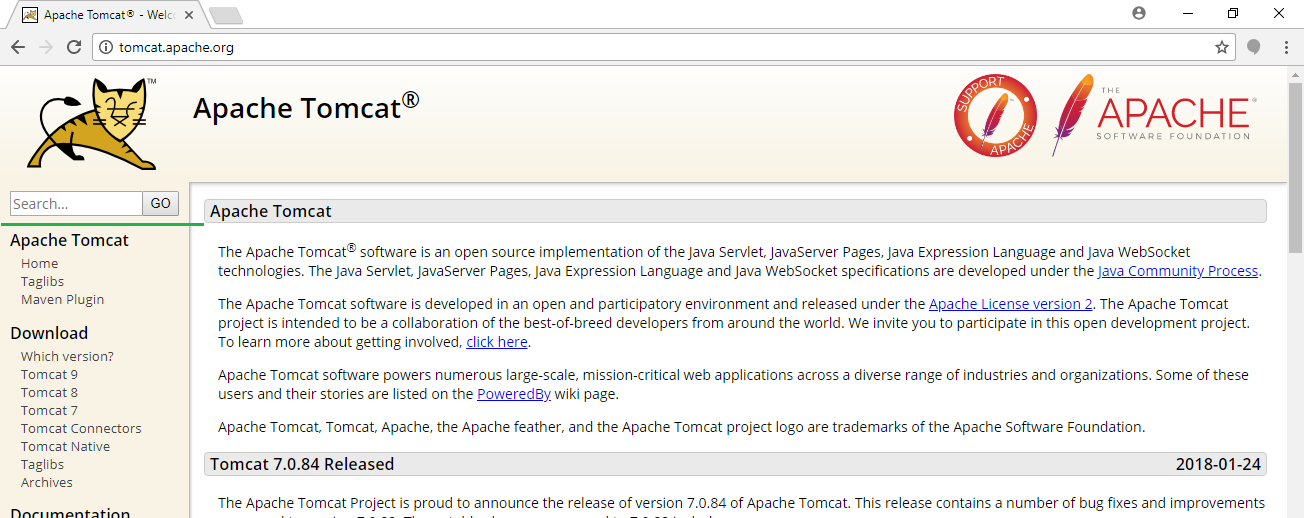 Apache Tomcat® - Welc
tomcat.apache.org
TM
Apache Tomcat®
SUPPORT APACHE
THE
APACHE®
SOFTWARE FOUNDATION
Search... GO
Apache Tomcat
Home
Taglibs
Maven Plugin
Download
Which version?
Tomcat 9
Tomcat 8
Tomcat 7
Tomcat Connectors
Tomcat Native
Taglibs
Archives
Documentation
Apache Tomcat
The Apache Tomcat® software is an open source implementation of the Java Servlet, JavaServer Pages, Java Expression Language and Java WebSocket
technologies. The Java Servlet, JavaServer Pages, Java Expression Language and Java WebSocket specifications are developed under the Java Community Process.
The Apache Tomcat software is developed in an open and participatory environment and released under the Apache License version 2. The Apache Tomcat
project is intended to be a collaboration of the best-of-breed developers from around the world. We invite you to participate in this open development project.
To learn more about getting involved, click here.
Apache Tomcat software powers numerous large-scale, mission-critical web applications across a diverse range of industries and organizations. Some of these
users and their stories are listed on the PoweredBy wiki page.
Apache Tomcat, Tomcat, Apache, the Apache feather, and the Apache Tomcat project logo are trademarks of the Apache Software Foundation.
Tomcat 7.0.84 Released 2018-01-24
The Apache Tomcat Project is proud to announce the release of version 7.0.84 of Apache Tomcat. This release contains a number of bug fixes and improvements